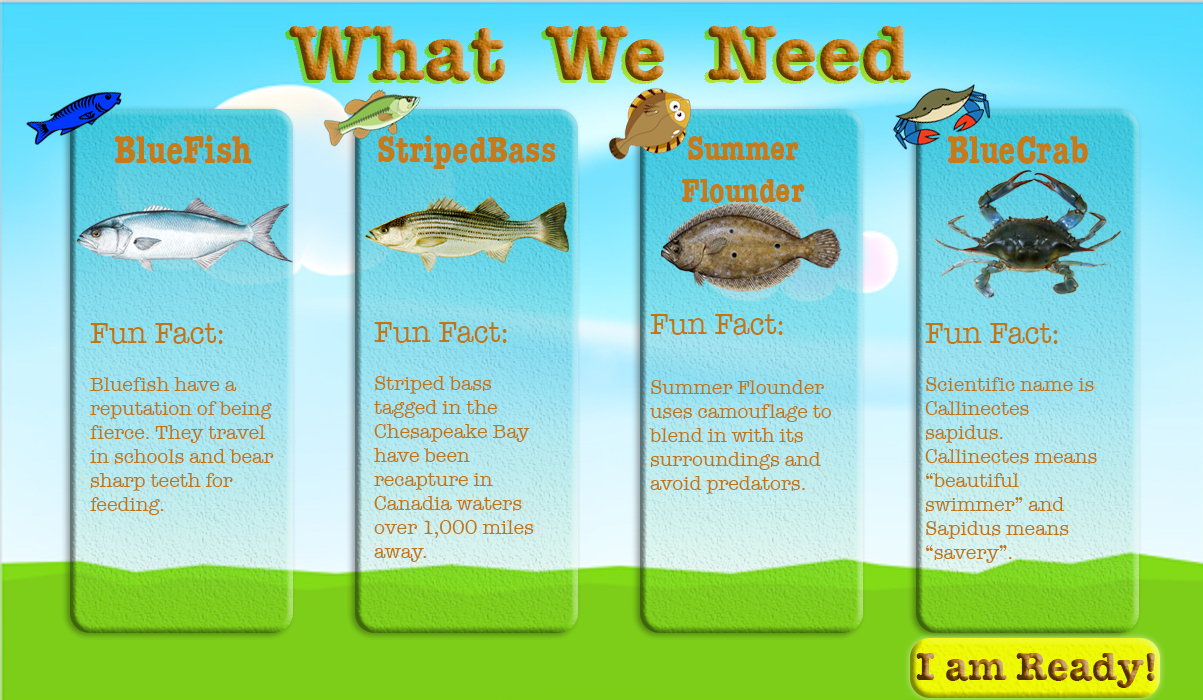 What We Need
BlueFish
Fun Fact:
Bluefish have a
reputation of being
fierce. They travel
in schools and bear
sharp teeth for
feeding.
StripedBass
Fun Fact:
Striped bass
tagged in the
Chesapeake Bay
have been
recapture in
Canadia waters
over 1,000 miles
away.
Summer
Flounder
Fun Fact:
Summer Flounder
uses camouflage to
blend in with its
surroundings and
avoid predators.
BlueCrab
Fun Fact:
Scientific name is
Callinectes
sapidus.
Callinectes means
“beautiful
swimmer” and
Sapidus means
“savery”.
I am Ready!